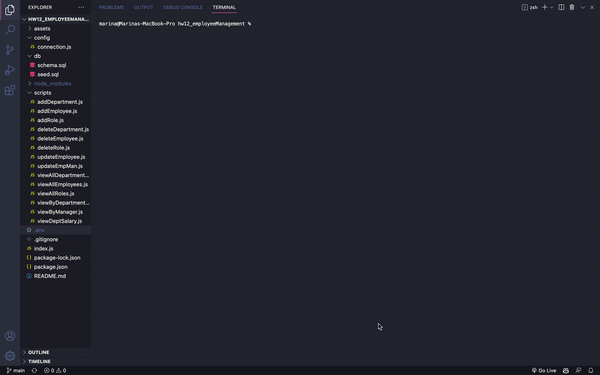 EXPLORER
PROBLEMS OUTPUT DEBUG CONSOLE TERMINAL
zsh
HW12_EMPLOYEEMANA...
marina@Marinas-MacBook-Pro hw12_employeeManagement %
assets
config
connection.js
db
schema.sql
seed.sql
node_modules
scripts
addDepartment.js
addEmployee.js
addRole.js
deleteDepartment.js
deleteEmployee.js
deleteRole.js
updateEmployee.js
updateEmpMan.js
viewAllDepartment...
viewAllEmployees.js
viewAllRoles.js
viewByDepartment...
viewByManager.js
viewDeptSalary.js
.env
.gitignore
index.js
package-lock.json
package.json
README.md
OUTLINE
TIMELINE
main 0 0 Go Live